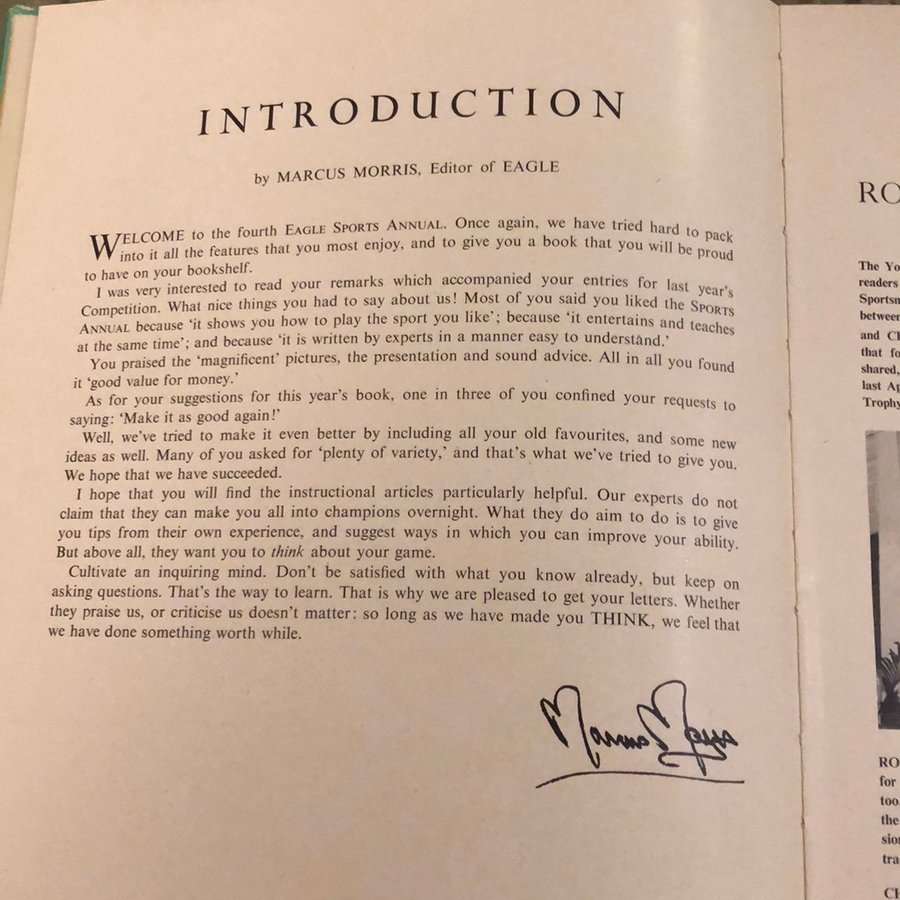 INTRODUCTION
by MARCUS MORRIS, Editor of EAGLE
WELCOME to the fourth EAGLE SPORTS ANNUAL. Once again, we have tried hard to pack
into it all the features that you most enjoy, and to give you a book that you will be proud
to have on your bookshelf.
I was very interested to read your remarks which accompanied your entries for last year's
Competition. What nice things you had to say about us! Most of you said you liked the SPORTS
ANNUAL because 'it shows you how to play the sport you like'; because 'it entertains and teaches
at the same time'; and because 'it is written by experts in a manner easy to understand.'
You praised the 'magnificent' pictures, the presentation and sound advice. All in all you found
it 'good value for money.'
As for your suggestions for this year's book, one in three of you confined your requests to
saying: 'Make it as good again!'
Well, we've tried to make it even better by including all your old favourites, and some new
ideas as well. Many of you asked for 'plenty of variety,' and that's what we've tried to give you.
We hope that we have succeeded.
I hope that you will find the instructional articles particularly helpful. Our experts do not
claim that they can make you all into champions overnight. What they do aim to do is to give
you tips from their own experience, and suggest ways in which you can improve your ability.
But above all, they want you to think about your game.
Cultivate an inquiring mind. Don't be satisfied with what you know already, but keep on
asking questions. That's the way to learn. That is why we are pleased to get your letters. Whether
they praise us, or criticise us doesn't matter: so long as we have made you THINK, we feel that
we have done something worth while.
Marcus Morris
RO
The Yo
readers
Sportsm
between
and Ch
that fo
shared,
last Ap
Trophy
RO
for
too
the
sion
tra
CH